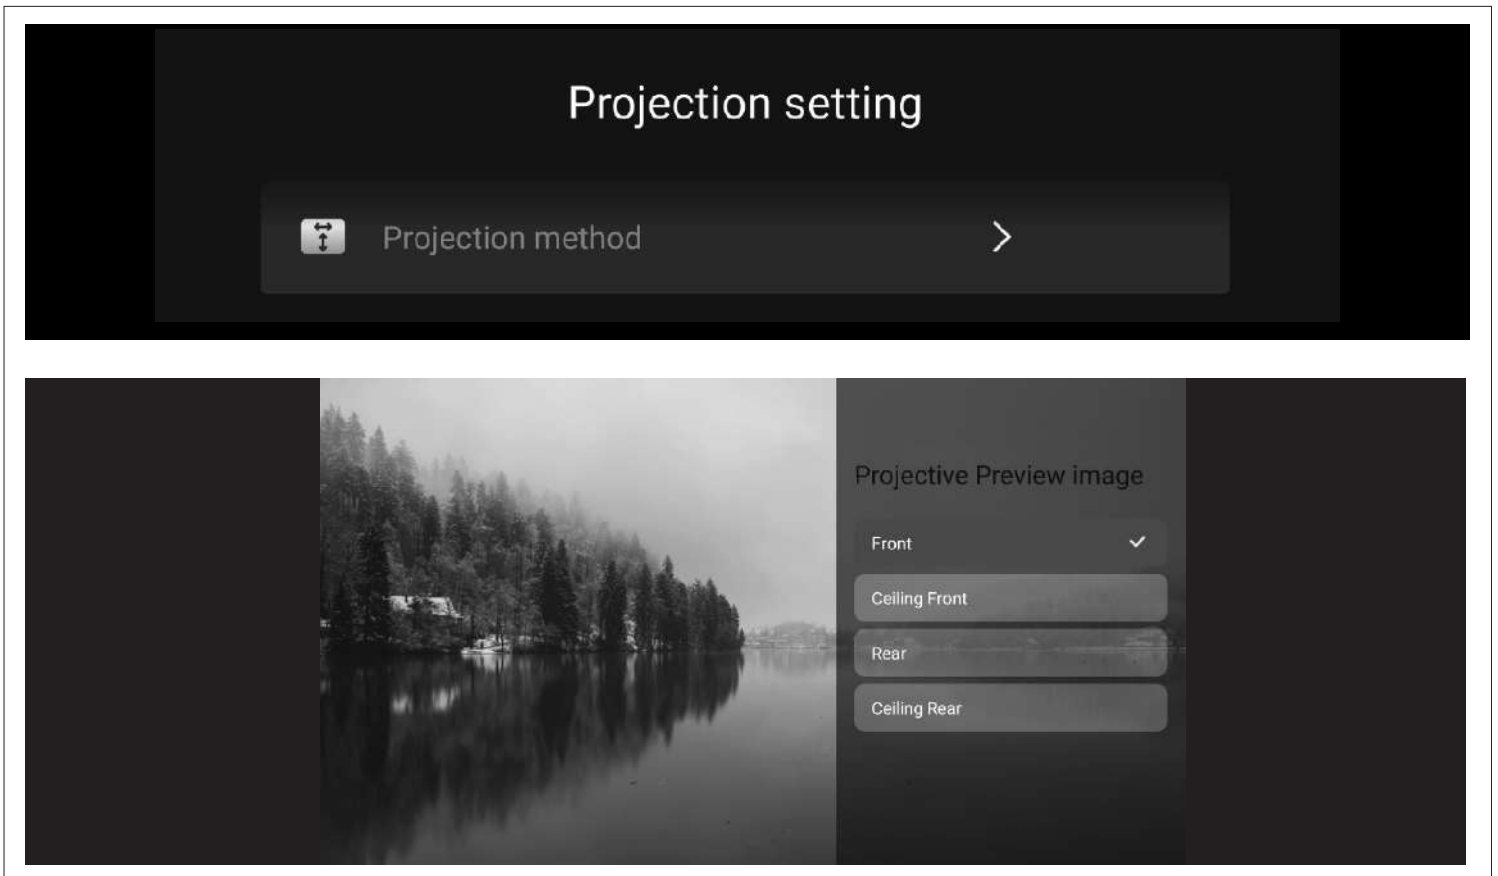 Projection setting
Projection method
Projective Preview image
Front
Ceiling Front
Rear
Ceiling Rear